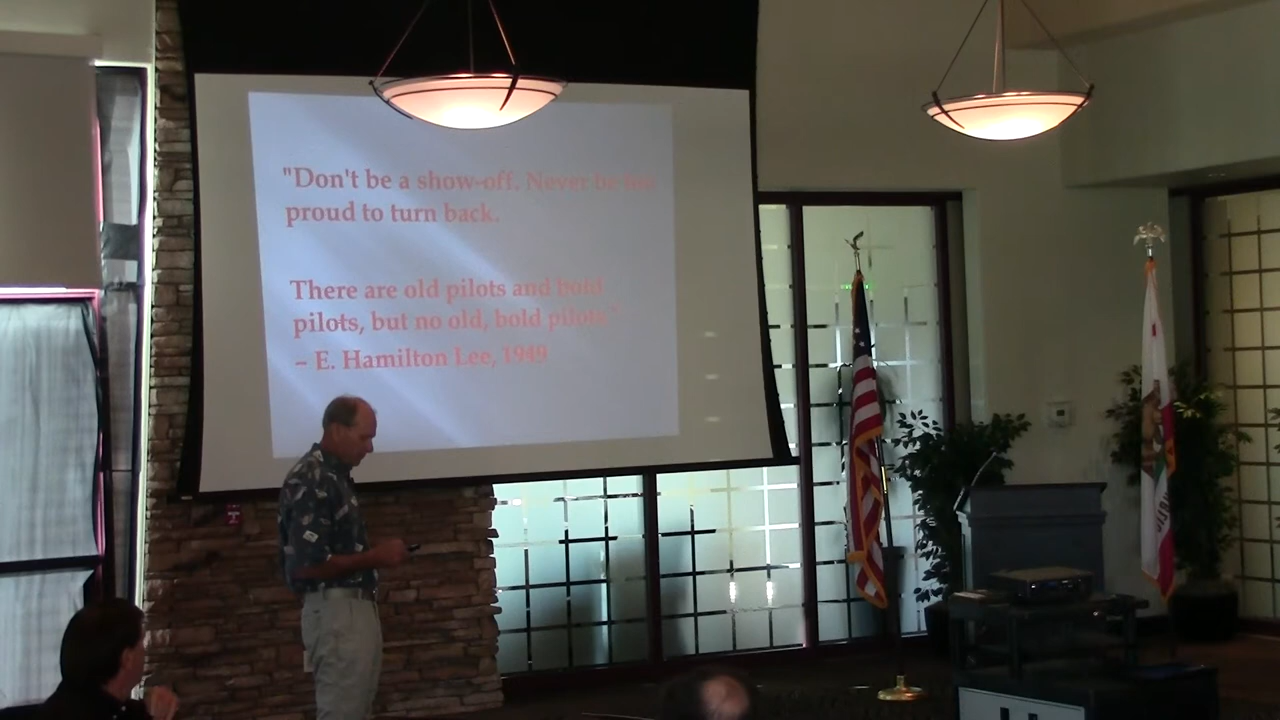 "Don't be a show-off. Never be too
proud to turn back.
There are old pilots and bold
pilots, but no old, bold pilots"
– E. Hamilton Lee, 1949